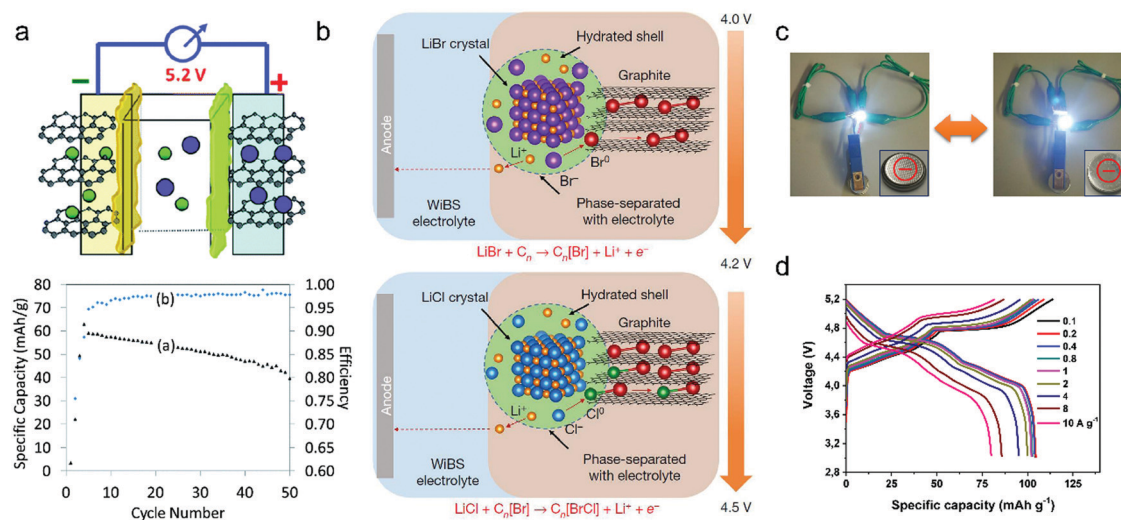 a
5.2 V
−
+
80
70
60
50
40
30
20
10
0
Specific Capacity (mAh/g)
(b)
(a)
1.00
0.95
0.90
0.85
0.80
0.75
0.70
0.65
0.60
Efficiency
0
10
20
30
40
50
Cycle Number
b
4.0 V
LiBr crystal
Hydrated shell
Graphite
Anode
Li⁺
Br⁰
Br⁻
WiBS
electrolyte
Phase-separated
with electrolyte
LiBr + Cₙ → Cₙ[Br] + Li⁺ + e⁻
4.2 V
LiCl crystal
Hydrated shell
Graphite
Anode
Li⁺
Cl⁰
Cl⁻
WiBS
electrolyte
Phase-separated
with electrolyte
LiCl + Cₙ[Br] → Cₙ[BrCl] + Li⁺ + e⁻
4.5 V
c
d
5,2
4,8
4,4
4,0
3,6
3,2
2,8
Voltage (V)
0.1
0.2
0.4
0.8
1
2
4
8
10 A g⁻¹
0
25
50
75
100
125
Specific capacity (mAh g⁻¹)